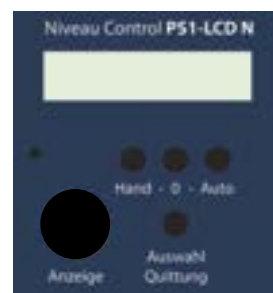 Niveau Control PS1-LCD N
Hand - 0 - Auto
Auswahl
Anzeige Quittung